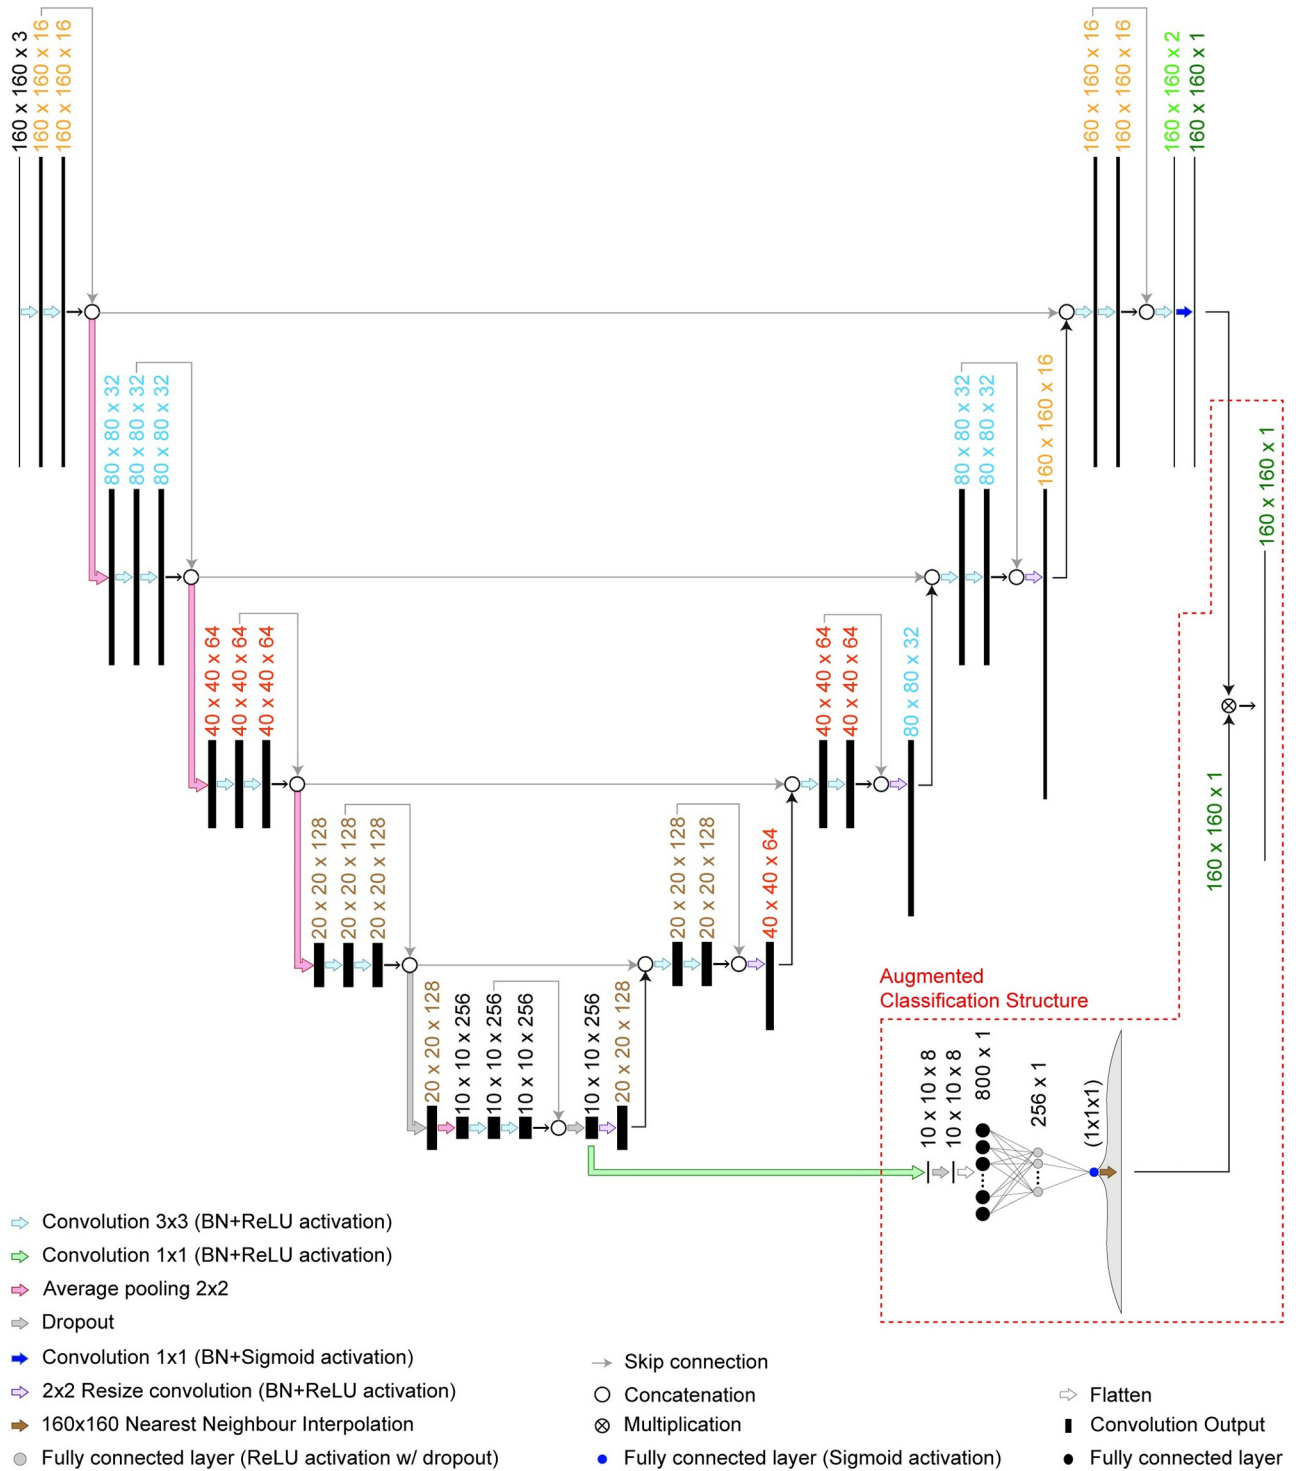 160 x 160 x 3
160 x 160 x 16
160 x 160 x 16
160 x 160 x 16
160 x 160 x 16
160 x 160 x 2
160 x 160 x 1
80 x 80 x 32
80 x 80 x 32
80 x 80 x 32
80 x 80 x 32
80 x 80 x 32
160 x 160 x 16
160 x 160 x 1
40 x 40 x 64
40 x 40 x 64
40 x 40 x 64
40 x 40 x 64
40 x 40 x 64
80 x 80 x 32
160 x 160 x 1
20 x 20 x 128
20 x 20 x 128
20 x 20 x 128
20 x 20 x 128
20 x 20 x 128
40 x 40 x 64
20 x 20 x 128
10 x 10 x 256
10 x 10 x 256
10 x 10 x 256
10 x 10 x 256
20 x 20 x 128
Augmented
Classification Structure
10 x 10 x 8
10 x 10 x 8
800 x 1
256 x 1
(1x1x1)
Convolution 3x3 (BN+ReLU activation)
Convolution 1x1 (BN+ReLU activation)
Average pooling 2x2
Dropout
Convolution 1x1 (BN+Sigmoid activation)
2x2 Resize convolution (BN+ReLU activation)
160x160 Nearest Neighbour Interpolation
Fully connected layer (ReLU activation w/ dropout)
Skip connection
Concatenation
Multiplication
Fully connected layer (Sigmoid activation)
Flatten
Convolution Output
Fully connected layer